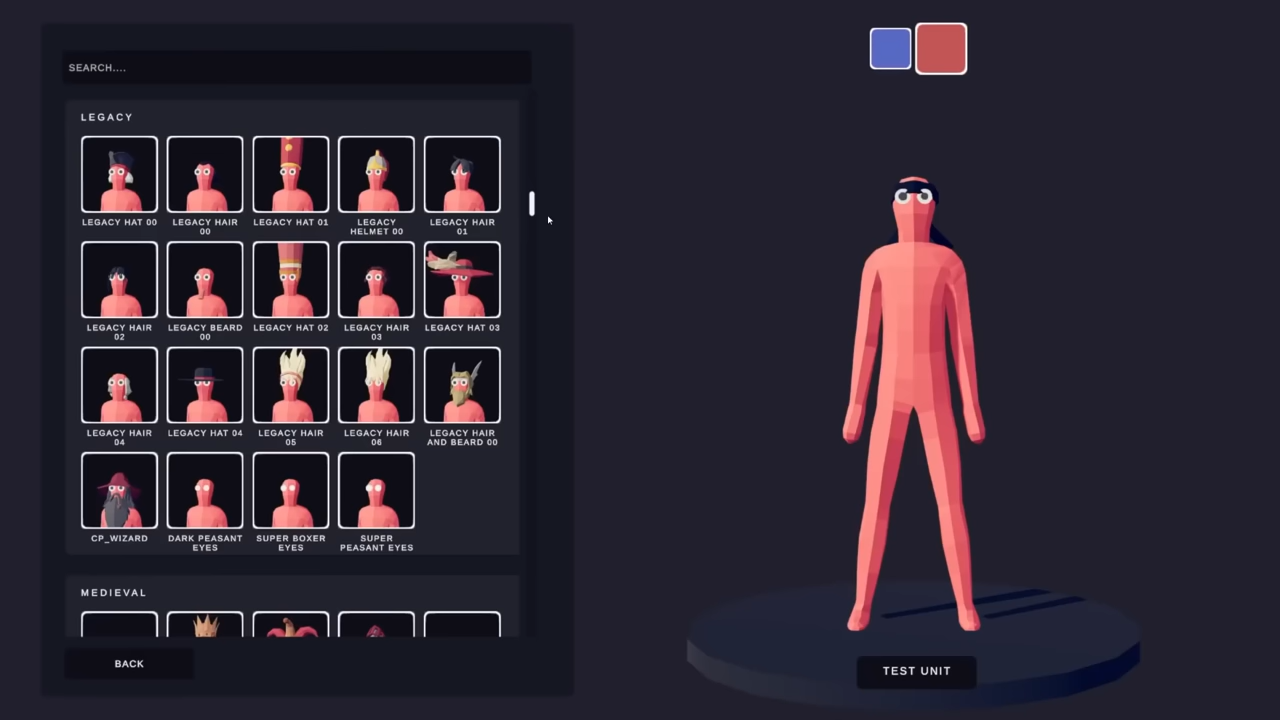 SEARCH....
LEGACY
LEGACY HAT 00
LEGACY HAIR
00
LEGACY HAT 01
LEGACY
HELMET 00
LEGACY HAIR
01
LEGACY HAIR
02
LEGACY BEARD
00
LEGACY HAT 02
LEGACY HAIR
03
LEGACY HAT 03
LEGACY HAIR
04
LEGACY HAT 04
LEGACY HAIR
05
LEGACY HAIR
06
LEGACY HAIR
AND BEARD 00
CP_WIZARD
DARK PEASANT
EYES
SUPER BOXER
EYES
SUPER
PEASANT EYES
MEDIEVAL
BACK
TEST UNIT